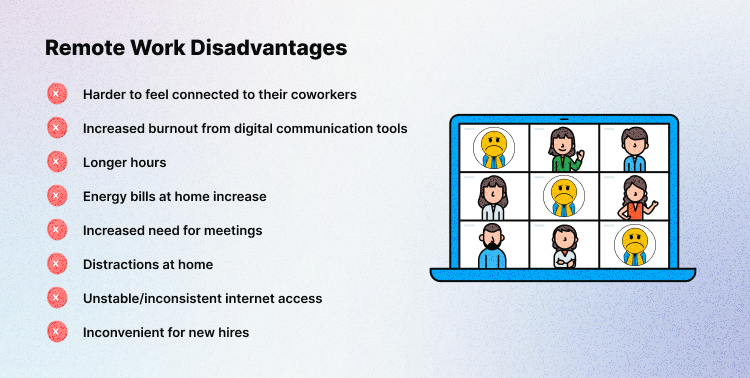 Remote Work Disadvantages
Harder to feel connected to their coworkers
Increased burnout from digital communication tools
Longer hours
Energy bills at home increase
Increased need for meetings
Distractions at home
Unstable/inconsistent internet access
Inconvenient for new hires